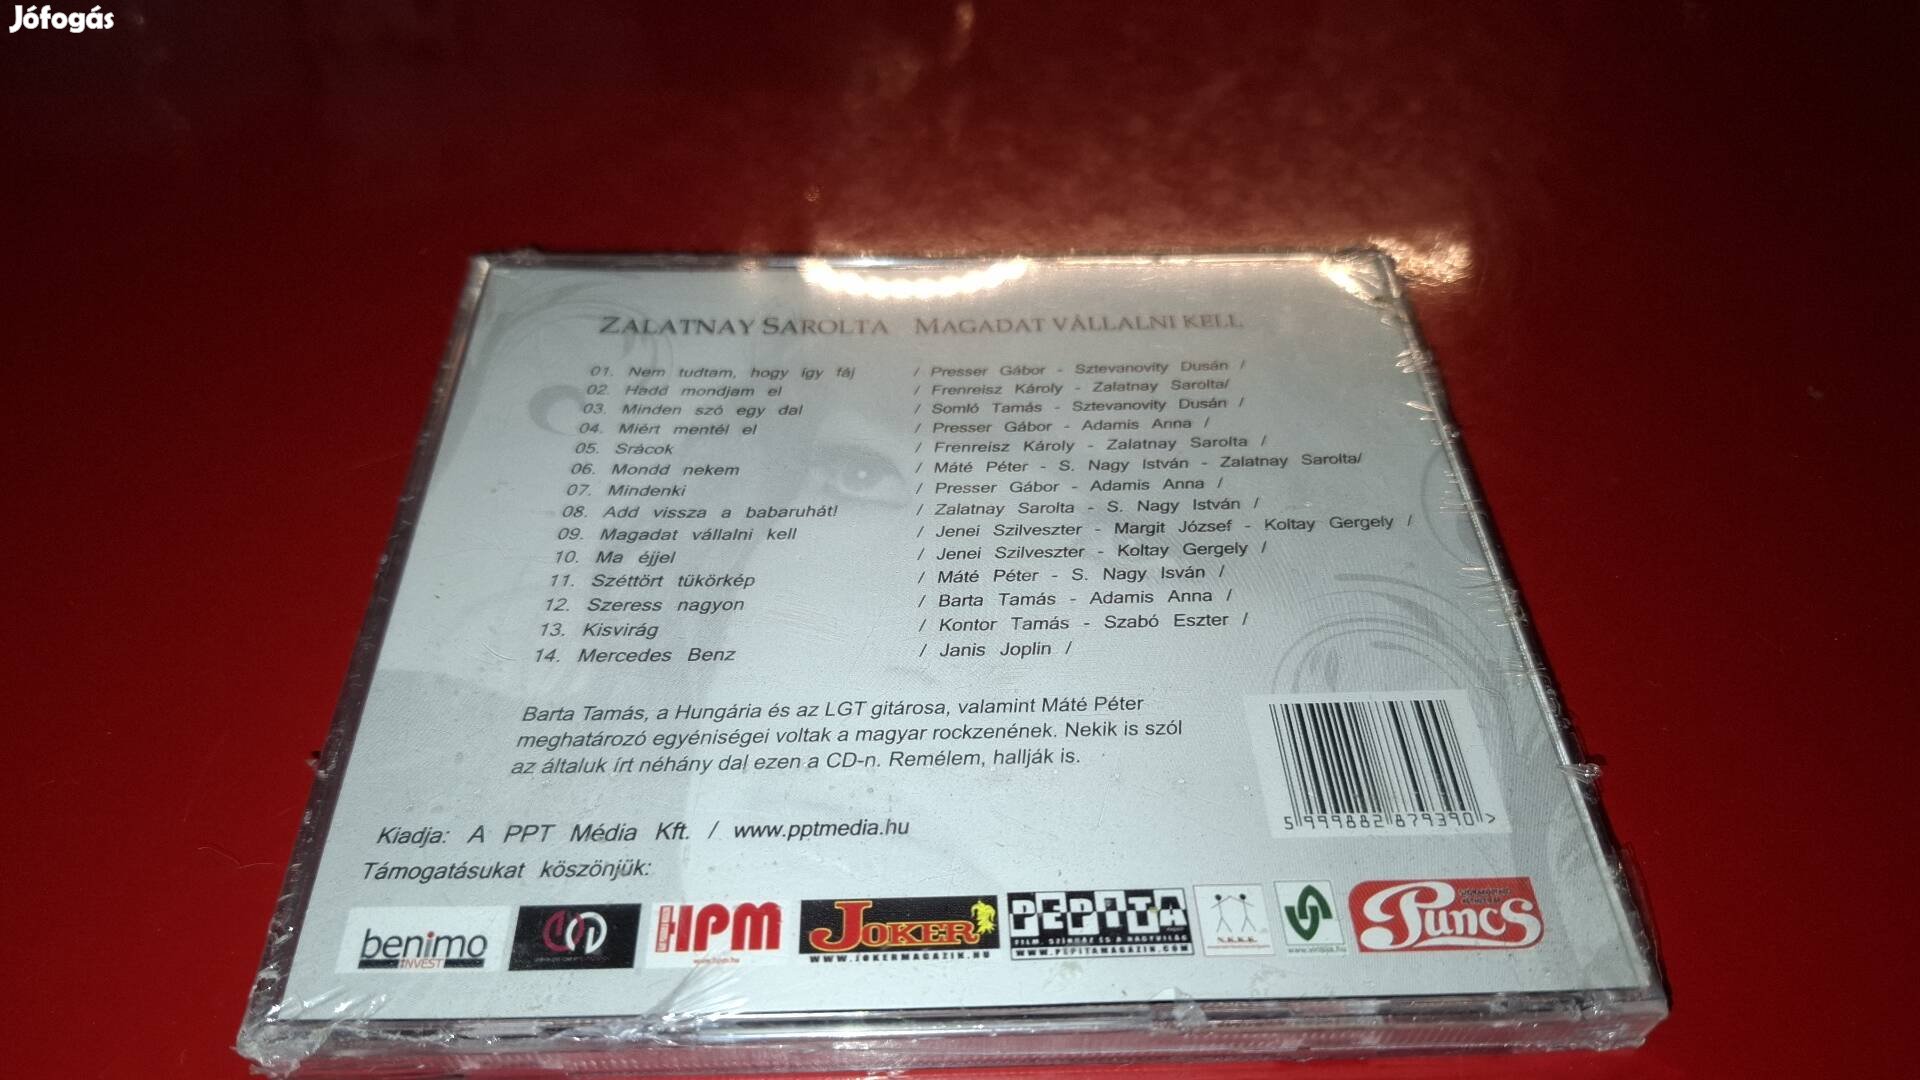 Jófogás
ZALATNAY SAROLTA MAGADAT VÁLLALNI KELL
01. Nem tudtam, hogy így fáj / Presser Gábor - Sztevanovity Dusán /
02. Hadd mondjam el / Frenreisz Károly - Zalatnay Sarolta/
03. Minden szó egy dal / Somló Tamás - Sztevanovity Dusán /
04. Miért mentél el / Presser Gábor - Adamis Anna /
05. Srácok / Frenreisz Károly - Zalatnay Sarolta /
06. Mondd nekem / Máté Péter - S. Nagy István - Zalatnay Sarolta/
07. Mindenki / Presser Gábor - Adamis Anna /
08. Add vissza a babaruhát! / Zalatnay Sarolta - S. Nagy István /
09. Magadat vállalni kell / Jenei Szilveszter - Margit József - Koltay Gergely /
10. Ma éjjel / Jenei Szilveszter - Koltay Gergely /
11. Széttört tükörkép / Máté Péter - S. Nagy Isván /
12. Szeress nagyon / Barta Tamás - Adamis Anna /
13. Kisvirág / Kontor Tamás - Szabó Eszter /
14. Mercedes Benz / Janis Joplin /
Barta Tamás, a Hungária és az LGT gitárosa, valamint Máté Péter
meghatározó egyéniségei voltak a magyar rockzenének. Nekik is szól
az általuk írt néhány dal ezen a CD-n. Remélem, hallják is.
5 999882 879390 >
Kiadja: A PPT Média Kft. / www.pptmedia.hu
Támogatásukat köszönjük:
benimo
INVEST
HPM
www.hpm.hu
JOKER
WWW.JOKERMAGAZIN.HU
PEPITA
FILM, SZÍNHÁZ ÉS A NAGYVILÁG
WWW.PEPITAMAGAZIN.COM
N.K.K.K.
Puncs